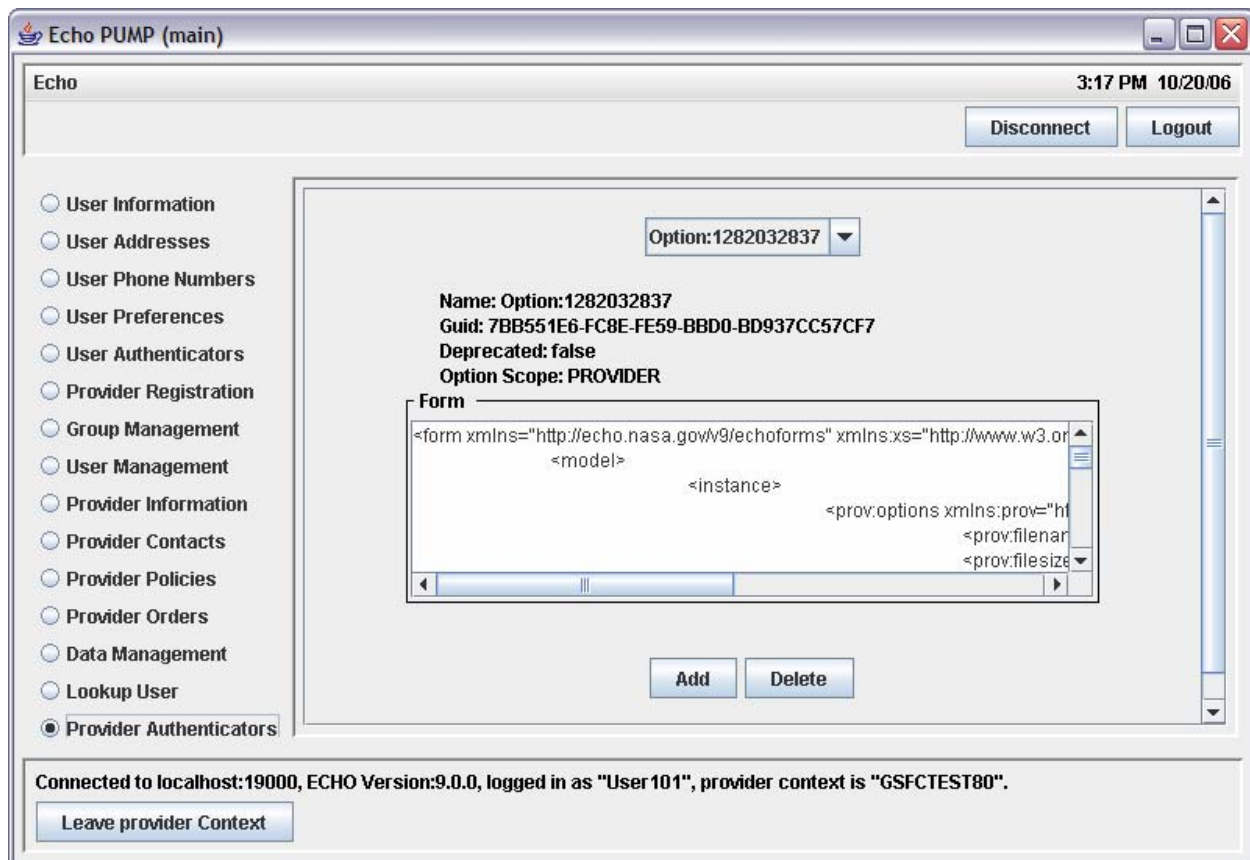 Echo PUMP (main)
Echo
3:17 PM 10/20/06
Disconnect
Logout
User Information
User Addresses
User Phone Numbers
User Preferences
User Authenticators
Provider Registration
Group Management
User Management
Provider Information
Provider Contacts
Provider Policies
Provider Orders
Data Management
Lookup User
Provider Authenticators
Option:1282032837
Name: Option:1282032837
Guid: 7BB551E6-FC8E-FE59-BBD0-BD937CC57CF7
Deprecated: false
Option Scope: PROVIDER
Form
<form xmlns="http://echo.nasa.gov/v9/echoforms" xmlns:xs="http://www.w3.or
<model>
<instance>
<prov:options xmlns:prov="ht
<prov:filenar
<prov:filesize
Add
Delete
Connected to localhost:19000, ECHO Version:9.0.0, logged in as "User101", provider context is "GSFCTEST80".
Leave provider Context